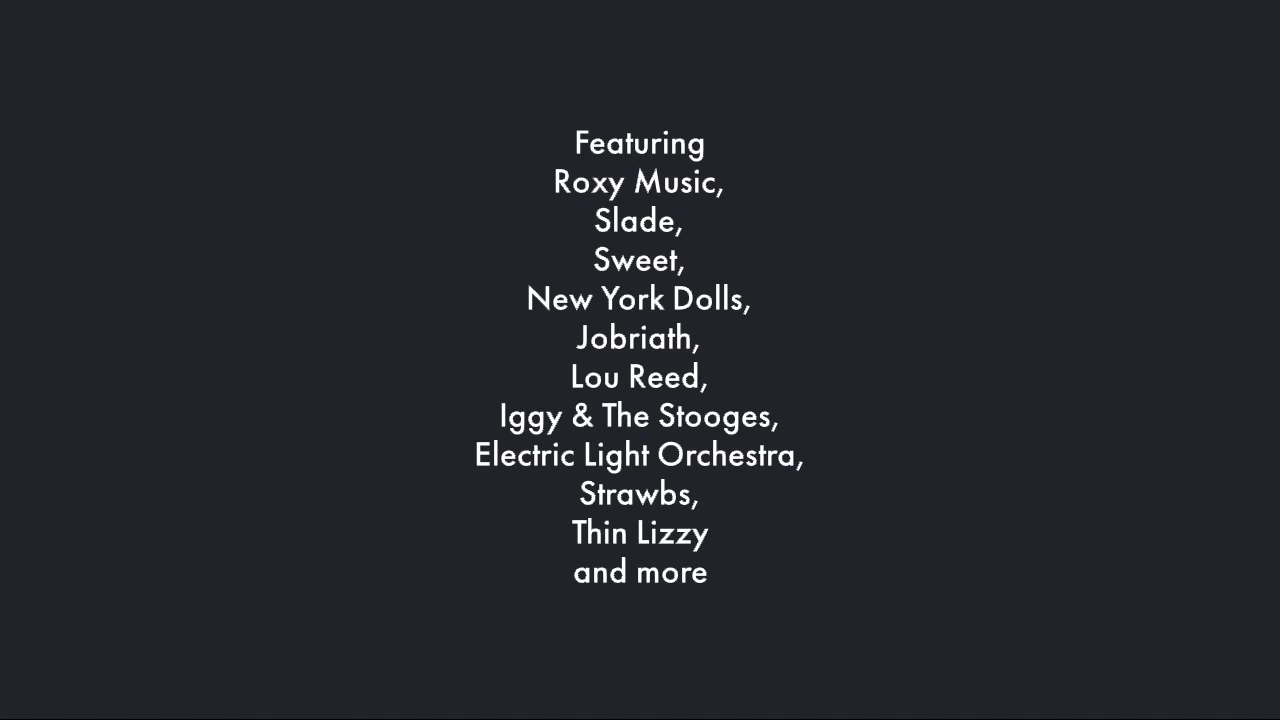 Featuring
Roxy Music,
Slade,
Sweet,
New York Dolls,
Jobriath,
Lou Reed,
Iggy & The Stooges,
Electric Light Orchestra,
Strawbs,
Thin Lizzy
and more